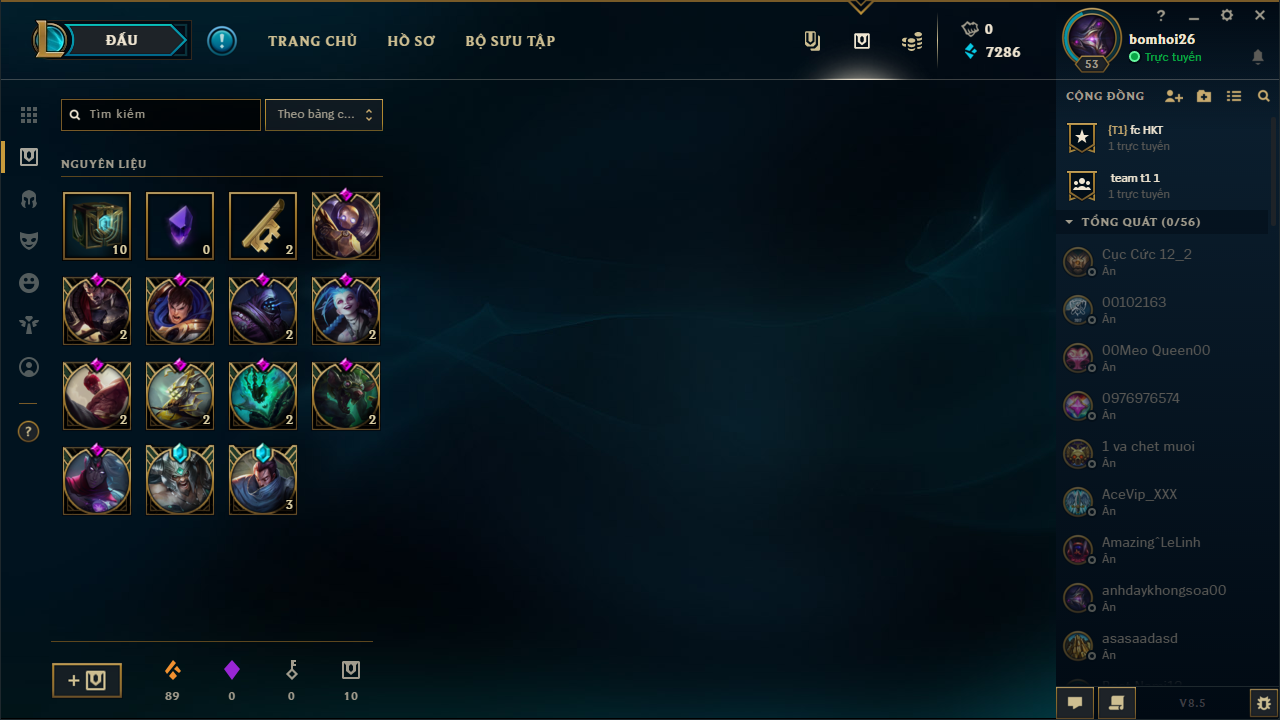 ĐẤU
TRANG CHỦ
HỒ SƠ
BỘ SƯU TẬP
0
7286
53
bomhoi26
Trực tuyến
Tìm kiếm
Theo bảng c...
NGUYÊN LIỆU
10
0
2
2
2
2
2
2
2
2
3
89
0
0
10
CỘNG ĐỒNG
{T1} fc HKT
1 trực tuyến
team t1 1
1 trực tuyến
TỔNG QUÁT (0/56)
Cục Cức 12_2
Ẩn
00102163
Ẩn
00Meo Queen00
Ẩn
0976976574
Ẩn
1 va chet muoi
Ẩn
AceVip_XXX
Ẩn
Amazing^LeLinh
Ẩn
anhdaykhongsoa00
Ẩn
asasaadasd
Ẩn
V8.5